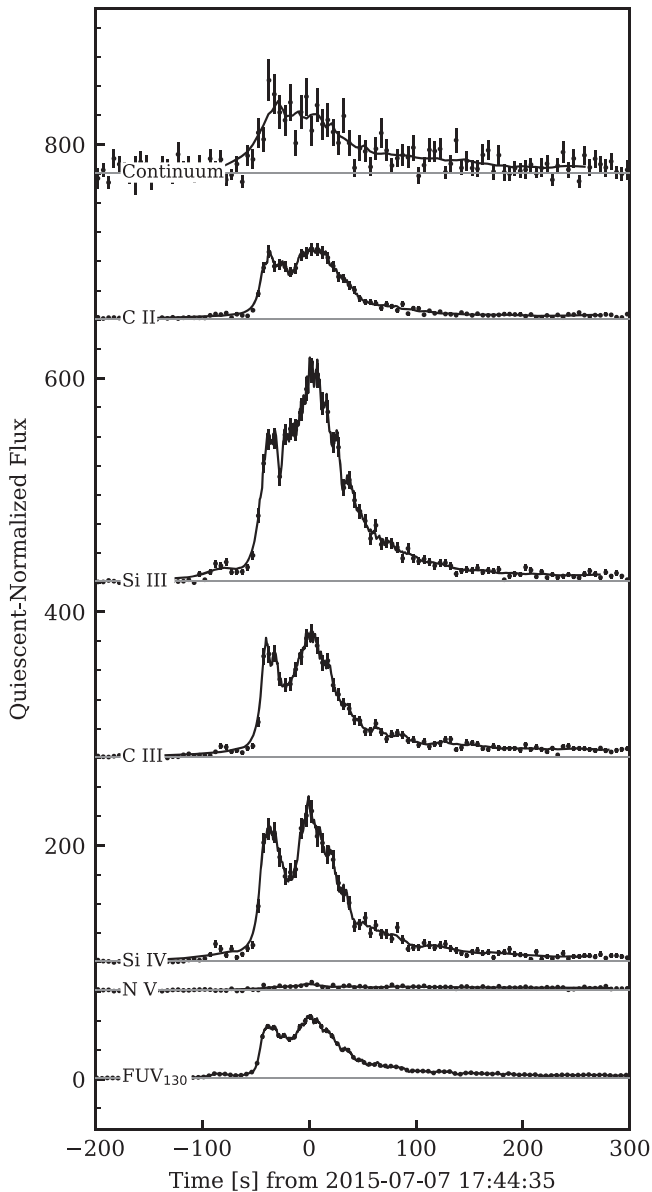 800
Continuum
C II
600
Si III
Quiescent-Normalized Flux
400
C III
200
Si IV
N V
0
FUV₁₃₀
−200 −100 0 100 200 300
Time [s] from 2015-07-07 17:44:35